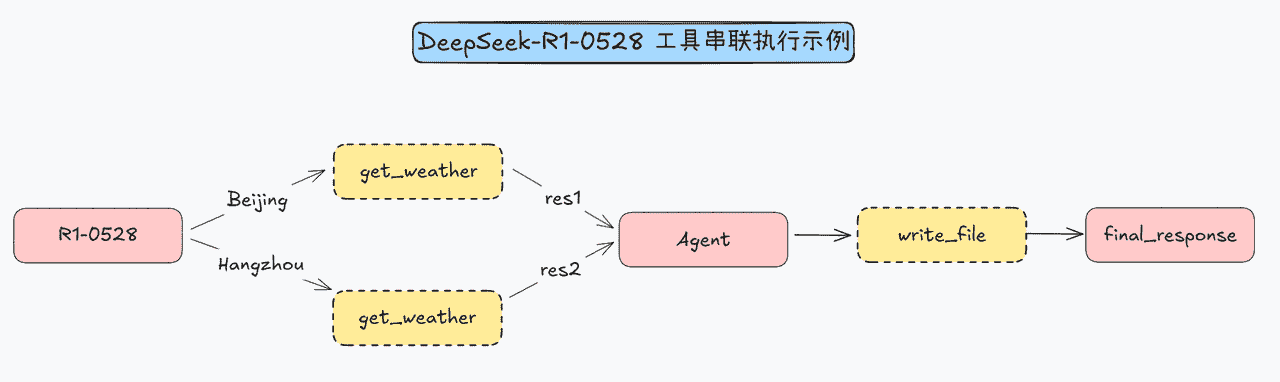 DeepSeek-R1-0528 工具串联执行示例
get_weather
Beijing
res1
R1-0528
Agent
write_file
final_response
Hangzhou
res2
get_weather